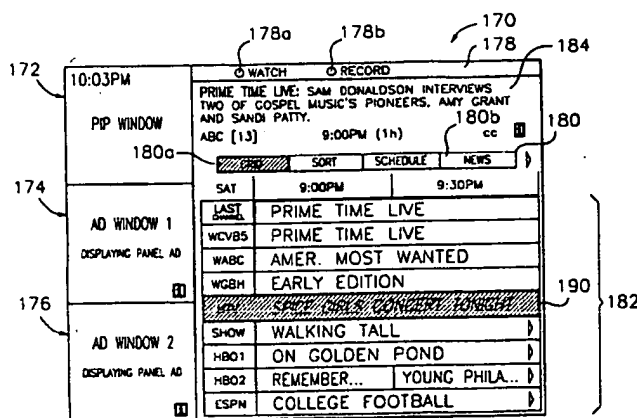 170
178a 178b 178
172 10:03PM WATCH RECORD 184
PRIME TIME LIVE: SAM DONALDSON INTERVIEWS
TWO OF GOSPEL MUSIC'S PIONEERS, AMY GRANT
AND SANDI PATTY.
PIP WINDOW
ABC [13] 9:00PM (1h) cc i
180b 180
180a GRID SORT SCHEDULE NEWS
174
SAT 9:00PM 9:30PM
LAST CHANNEL PRIME TIME LIVE
AD WINDOW 1
WCVB5 PRIME TIME LIVE
DISPLAYING PANEL AD
WABC AMER. MOST WANTED
i
WGBH EARLY EDITION
176
SPICE GIRLS CONCERT TONIGHT 190
182
AD WINDOW 2
SHOW WALKING TALL
HBO1 ON GOLDEN POND
DISPLAYING PANEL AD
HBO2 REMEMBER... YOUNG PHILA...
i
ESPN COLLEGE FOOTBALL